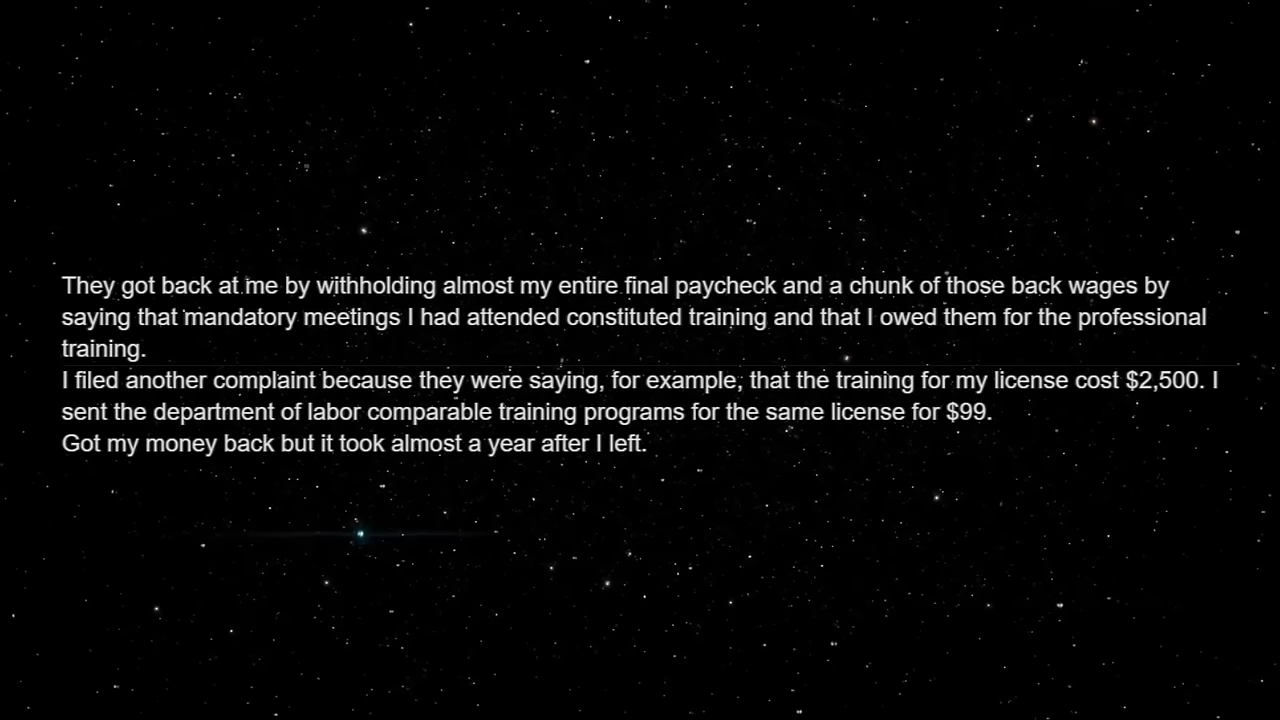 They got back at me by withholding almost my entire final paycheck and a chunk of those back wages by
saying that mandatory meetings I had attended constituted training and that I owed them for the professional
training.
I filed another complaint because they were saying, for example, that the training for my license cost $2,500. I
sent the department of labor comparable training programs for the same license for $99.
Got my money back but it took almost a year after I left.